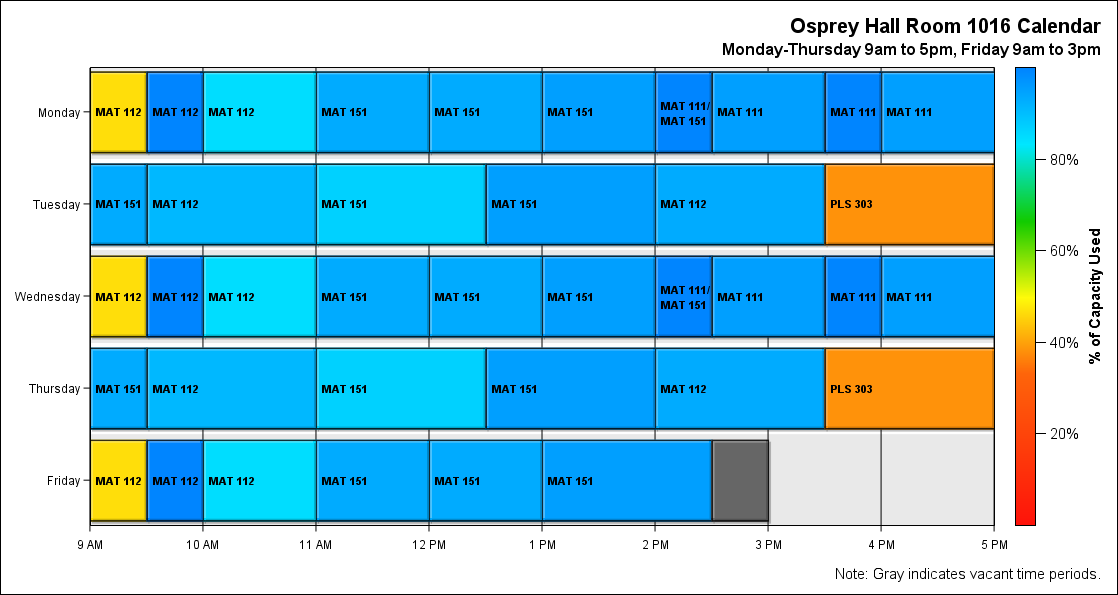 Osprey Hall Room 1016 Calendar
Monday-Thursday 9am to 5pm, Friday 9am to 3pm
Monday
MAT 112
MAT 112
MAT 112
MAT 151
MAT 151
MAT 151
MAT 111/
MAT 151
MAT 111
MAT 111
MAT 111
Tuesday
MAT 151
MAT 112
MAT 151
MAT 151
MAT 112
PLS 303
Wednesday
MAT 112
MAT 112
MAT 112
MAT 151
MAT 151
MAT 151
MAT 111/
MAT 151
MAT 111
MAT 111
MAT 111
Thursday
MAT 151
MAT 112
MAT 151
MAT 151
MAT 112
PLS 303
Friday
MAT 112
MAT 112
MAT 112
MAT 151
MAT 151
MAT 151
9 AM
10 AM
11 AM
12 PM
1 PM
2 PM
3 PM
4 PM
5 PM
80%
60%
40%
20%
% of Capacity Used
Note: Gray indicates vacant time periods.